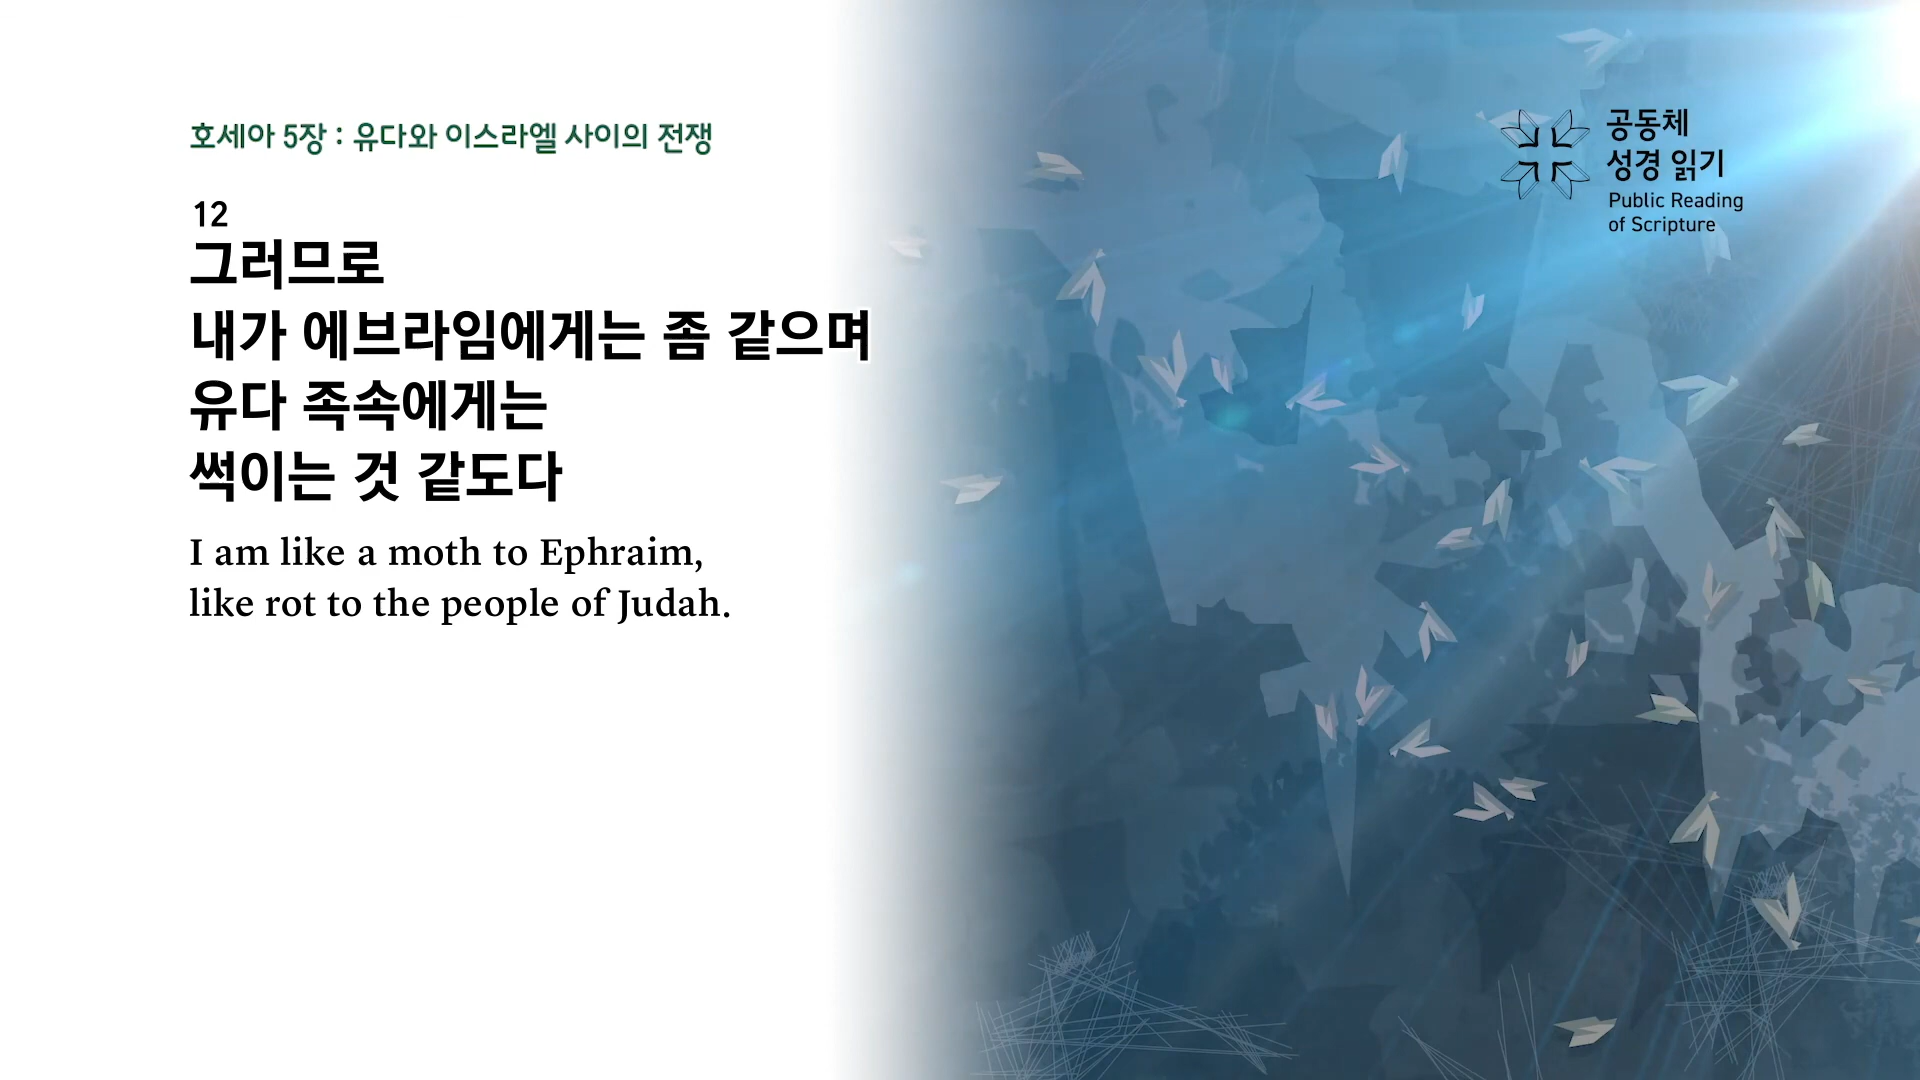 호세아 5장 : 유다와 이스라엘 사이의 전쟁
12
그러므로
내가 에브라임에게는 좀 같으며
유다 족속에게는
썩이는 것 같도다
I am like a moth to Ephraim,
like rot to the people of Judah.
공동체
성경 읽기
Public Reading
of Scripture